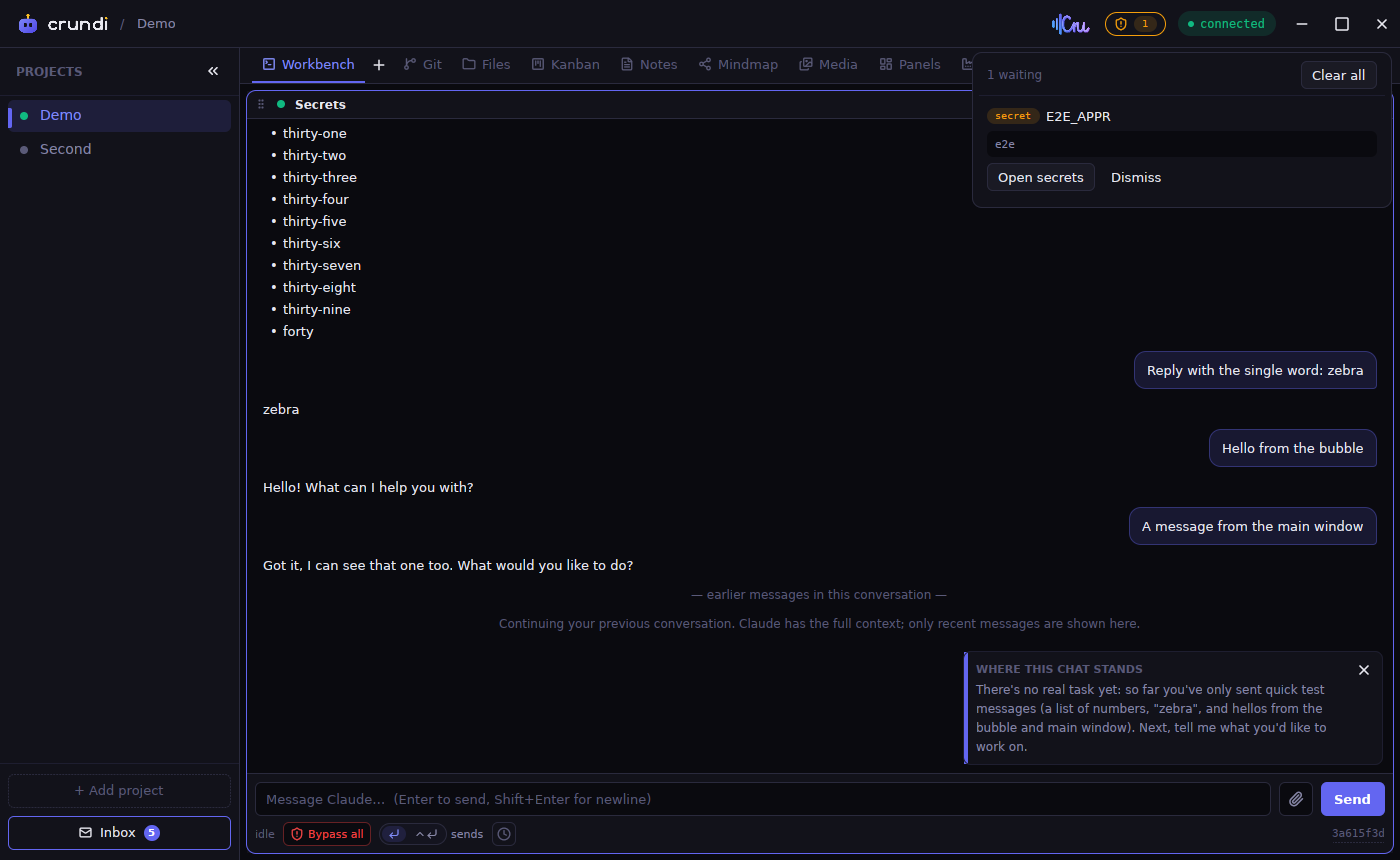 crundi / Demo
Cru
1
connected
PROJECTS
Demo
Second
+ Add project
Inbox 5
Workbench
Git
Files
Kanban
Notes
Mindmap
Media
Panels
1 waiting
Clear all
secret E2E_APPR
e2e
Open secrets
Dismiss
Secrets
• thirty-one
• thirty-two
• thirty-three
• thirty-four
• thirty-five
• thirty-six
• thirty-seven
• thirty-eight
• thirty-nine
• forty
Reply with the single word: zebra
zebra
Hello from the bubble
Hello! What can I help you with?
A message from the main window
Got it, I can see that one too. What would you like to do?
— earlier messages in this conversation —
Continuing your previous conversation. Claude has the full context; only recent messages are shown here.
WHERE THIS CHAT STANDS
There's no real task yet: so far you've only sent quick test
messages (a list of numbers, "zebra", and hellos from the
bubble and main window). Next, tell me what you'd like to
work on.
Message Claude... (Enter to send, Shift+Enter for newline)
Send
idle
Bypass all
sends
3a615f3d